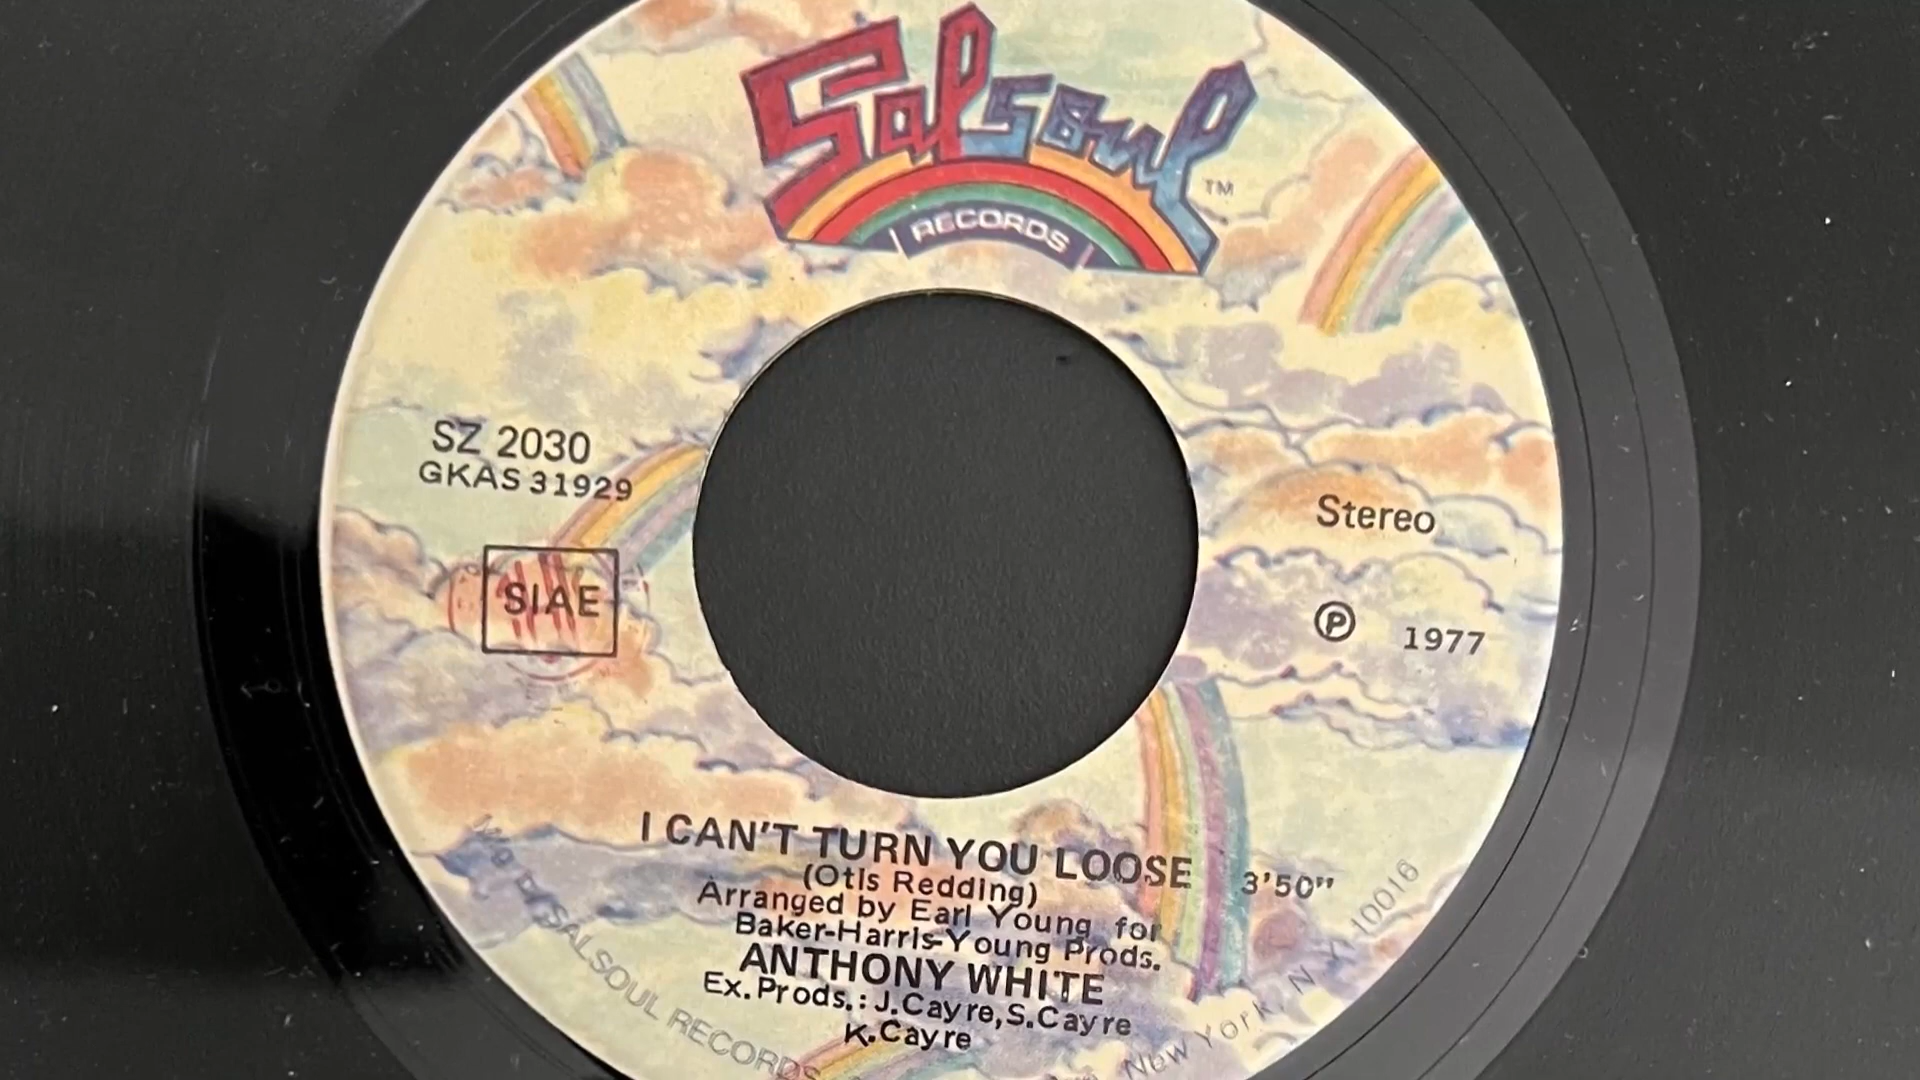 Salsoul
TM
RECORDS
SZ 2030
GKAS 31929
SIAE
Stereo
℗ 1977
I CAN'T TURN YOU LOOSE 3'50"
(Otis Redding)
Arranged by Earl Young for
Baker-Harris-Young Prods.
ANTHONY WHITE
Ex.Prods.: J.Cayre,S.Cayre
K.Cayre
SALSOUL RECORDS
New York, N Y 10016